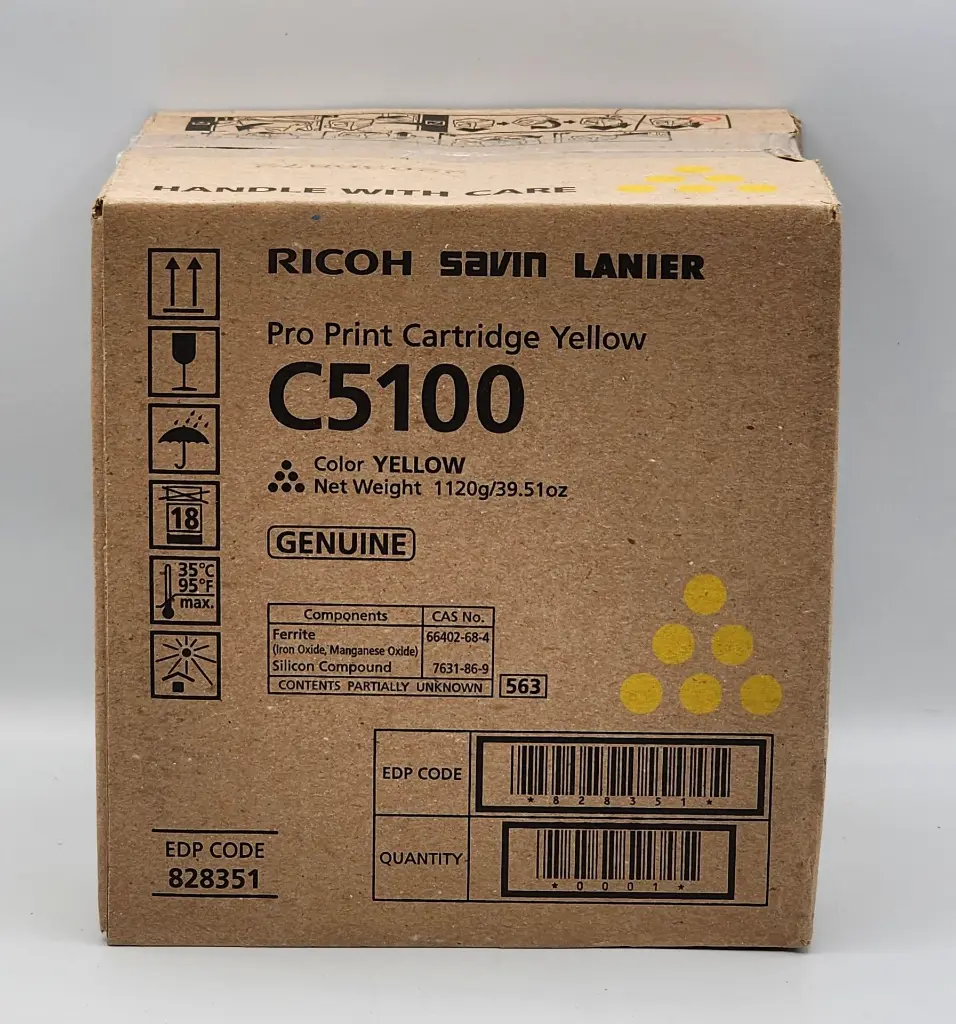 HANDLE WITH CARE
RICOH SAVIN LANIER
Pro Print Cartridge Yellow
C5100
Color YELLOW
Net Weight 1120g/39.51oz
18
GENUINE
35°C
95°F
max.
Components CAS No.
Ferrite 66402-68-4
(Iron Oxide, Manganese Oxide)
Silicon Compound 7631-86-9
CONTENTS PARTIALLY UNKNOWN 563
EDP CODE
*828351*
QUANTITY
*0001*
EDP CODE
828351